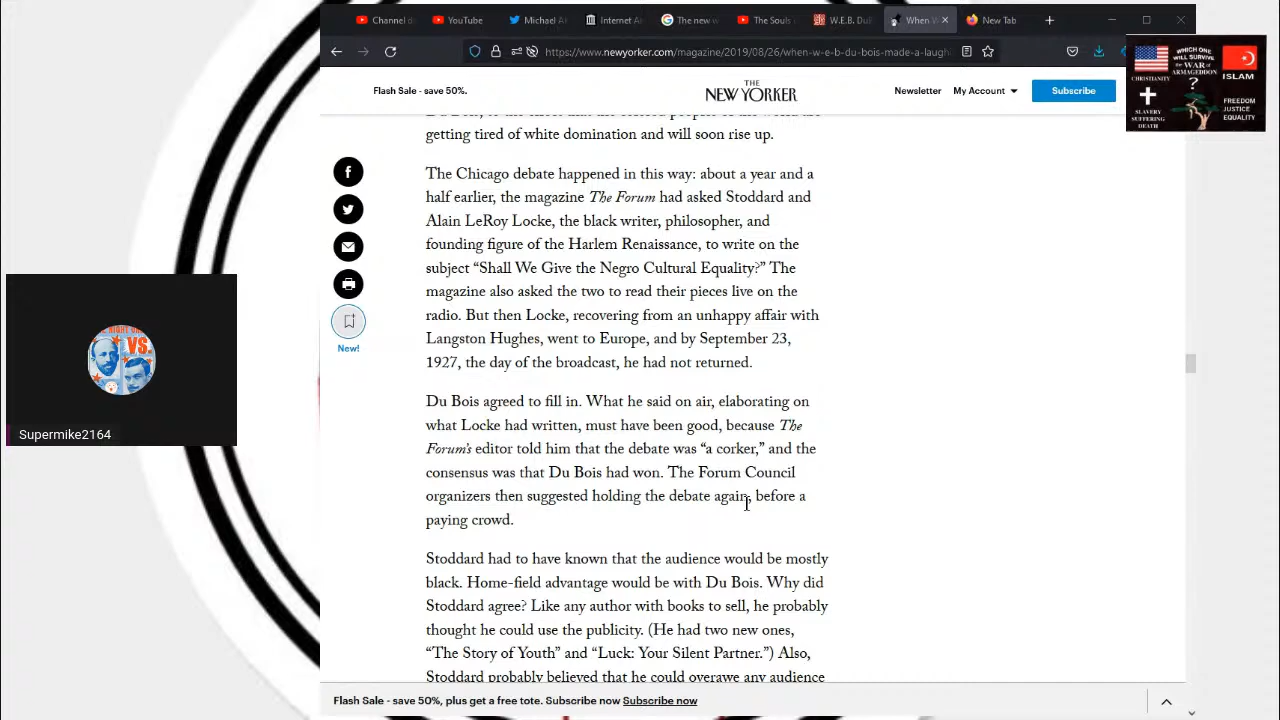 Channel d
YouTube
Michael A
Internet Ar
The new w
The Souls
W.E.B. DuB
When W
New Tab
https://www.newyorker.com/magazine/2019/08/26/when-w-e-b-du-bois-made-a-laugh
Flash Sale - save 50%.
THE
NEW YORKER
Newsletter
My Account
Subscribe
WHICH ONE
WILL SURVIVE
the WAR of
ARMAGEDDON
?
CHRISTIANITY
SLAVERY
SUFFERING
DEATH
ISLAM
FREEDOM
JUSTICE
EQUALITY
getting tired of white domination and will soon rise up.
The Chicago debate happened in this way: about a year and a
half earlier, the magazine The Forum had asked Stoddard and
Alain LeRoy Locke, the black writer, philosopher, and
founding figure of the Harlem Renaissance, to write on the
subject “Shall We Give the Negro Cultural Equality?” The
magazine also asked the two to read their pieces live on the
radio. But then Locke, recovering from an unhappy affair with
Langston Hughes, went to Europe, and by September 23,
1927, the day of the broadcast, he had not returned.
New!
Du Bois agreed to fill in. What he said on air, elaborating on
what Locke had written, must have been good, because The
Forum’s editor told him that the debate was “a corker,” and the
consensus was that Du Bois had won. The Forum Council
organizers then suggested holding the debate again, before a
paying crowd.
Stoddard had to have known that the audience would be mostly
black. Home-field advantage would be with Du Bois. Why did
Stoddard agree? Like any author with books to sell, he probably
thought he could use the publicity. (He had two new ones,
“The Story of Youth” and “Luck: Your Silent Partner.”) Also,
Stoddard probably believed that he could overawe any audience
VS.
Supermike2164
Flash Sale - save 50%, plus get a free tote. Subscribe now Subscribe now